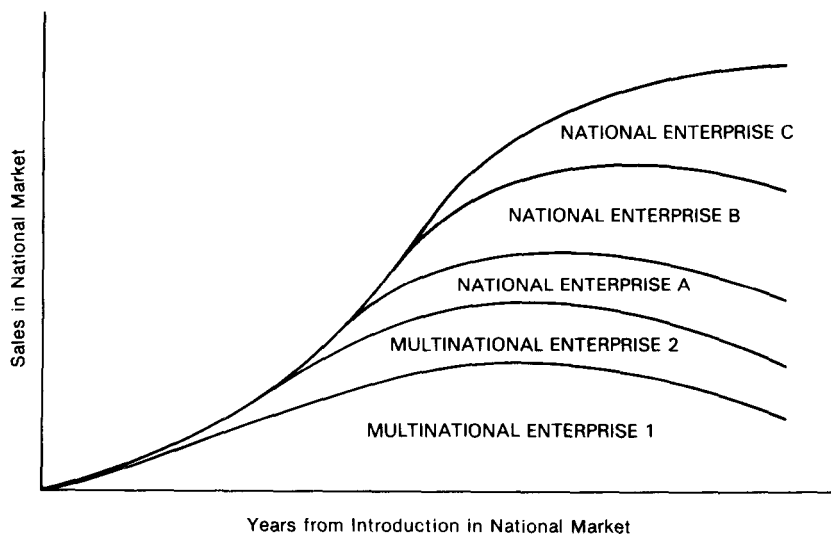 Sales in National Market
NATIONAL ENTERPRISE C
NATIONAL ENTERPRISE B
NATIONAL ENTERPRISE A
MULTINATIONAL ENTERPRISE 2
MULTINATIONAL ENTERPRISE 1
Years from Introduction in National Market